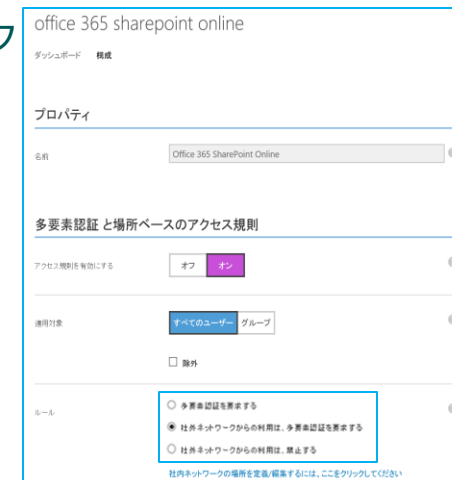 office 365 sharepoint online
ダッシュボード 構成
プロパティ
名前 Office 365 SharePoint Online
多要素認証 と場所ベースのアクセス規則
アクセス規則を有効にする オフ オン
適用対象 すべてのユーザー グループ
除外
ルール
多要素認証を要求する
社外ネットワークからの利用は、多要素認証を要求する
社外ネットワークからの利用は、禁止する
社内ネットワークの場所を定義/編集するには、ここをクリックしてください